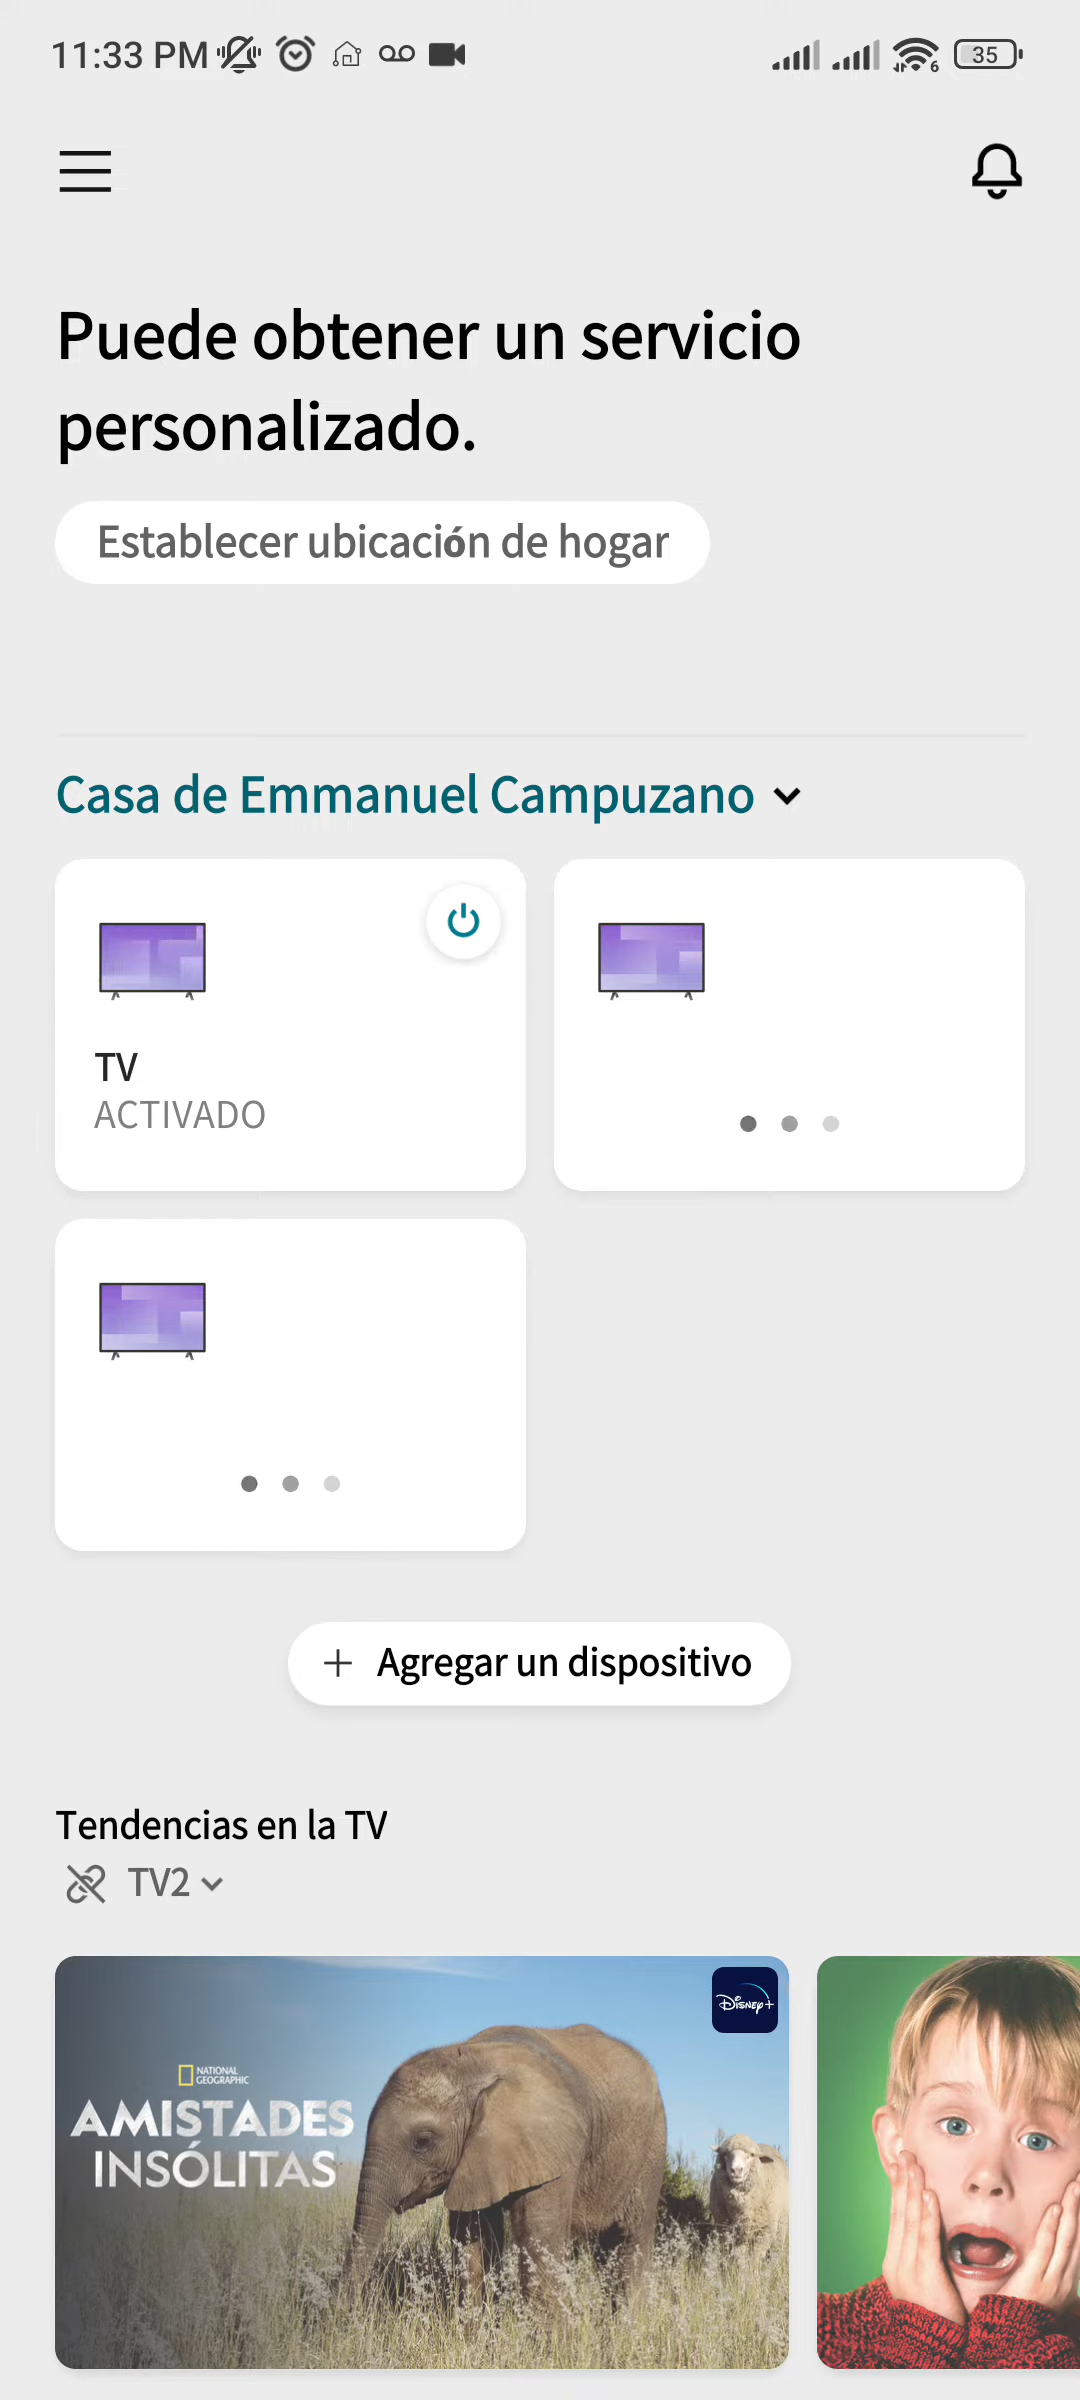 11:33 PM
6
35
Puede obtener un servicio
personalizado.
Establecer ubicación de hogar
Casa de Emmanuel Campuzano
TV
ACTIVADO
Agregar un dispositivo
Tendencias en la TV
TV2
Disney+
NATIONAL
GEOGRAPHIC
AMISTADES
INSÓLITAS